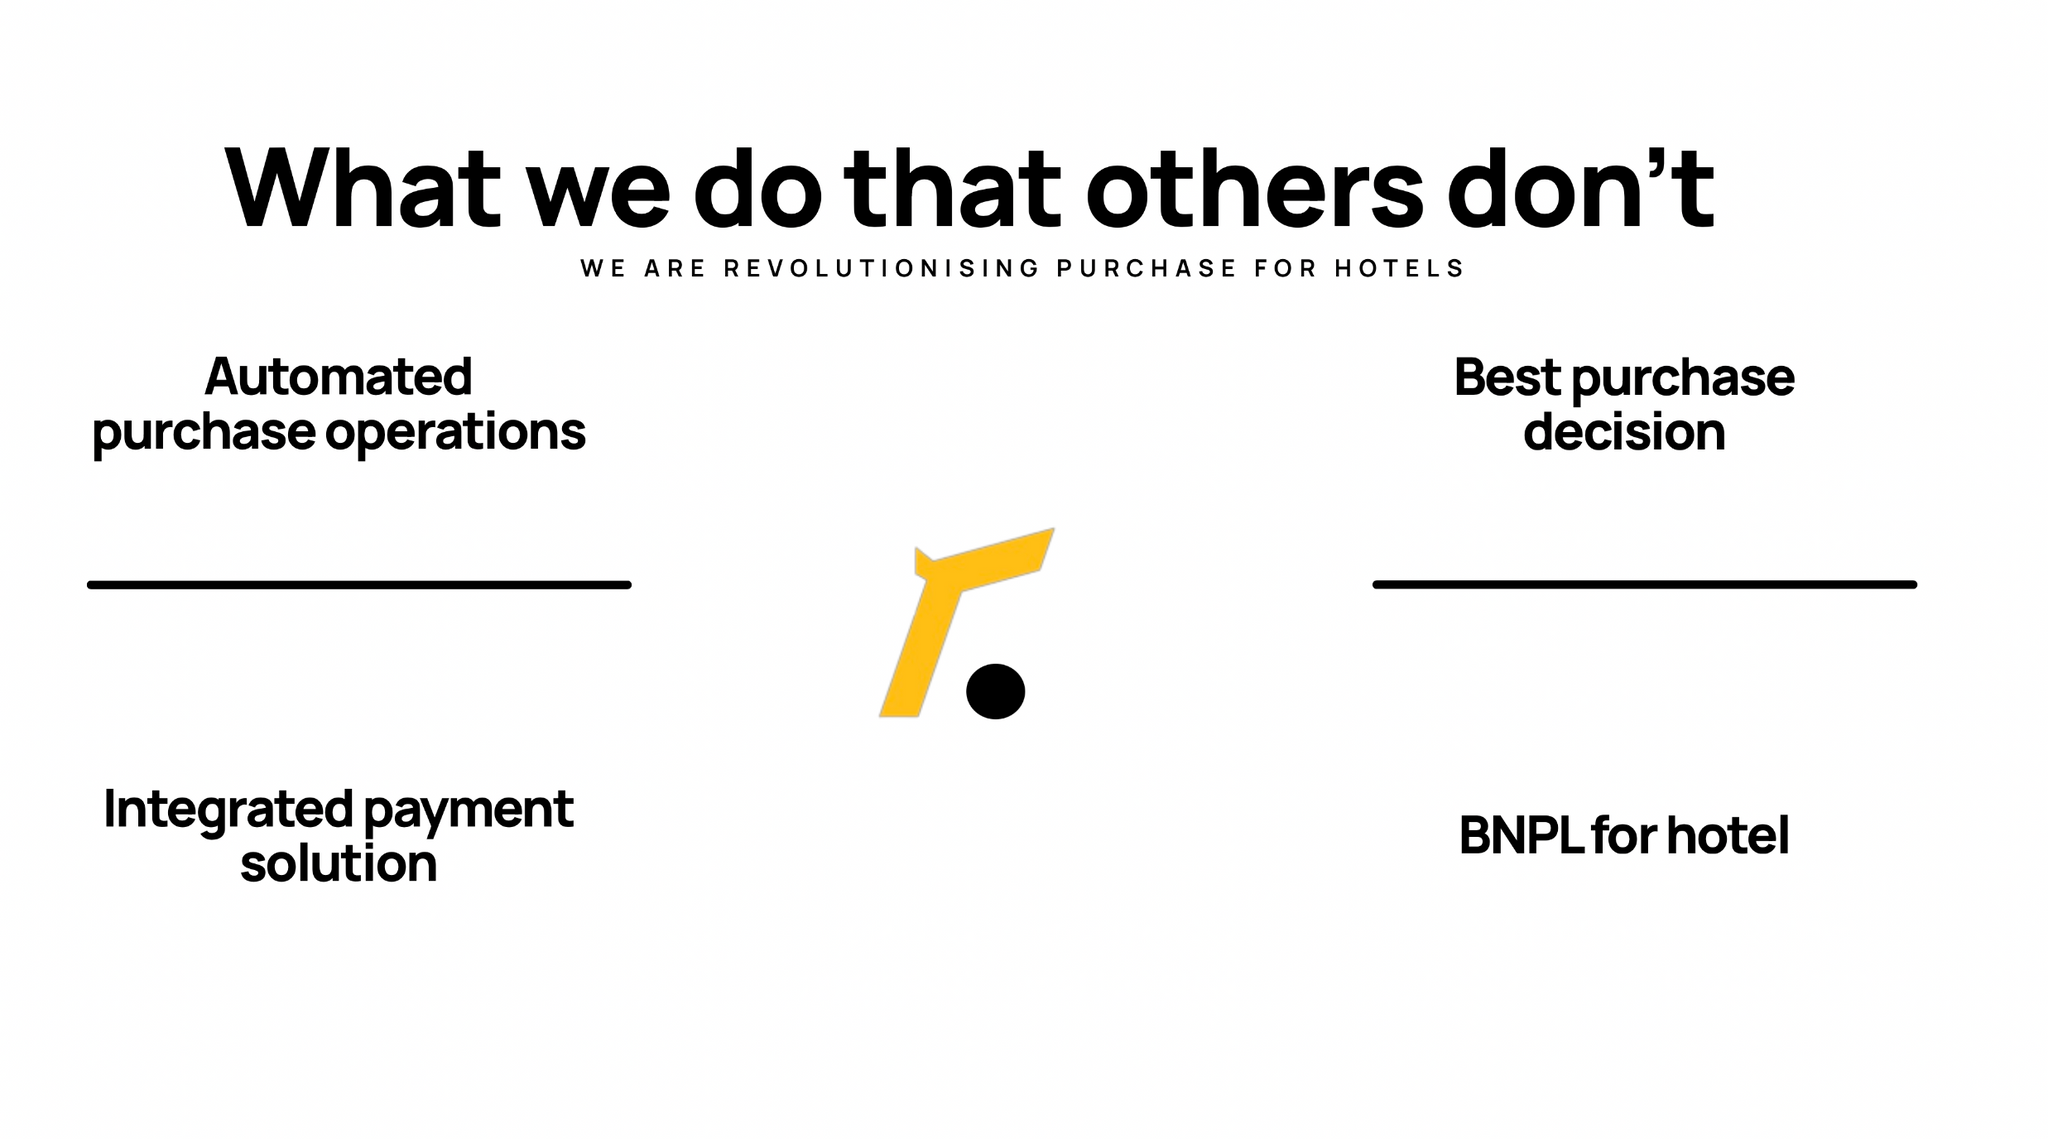 What we do that others don’t
WE ARE REVOLUTIONISING PURCHASE FOR HOTELS
Automated
purchase operations
Best purchase
decision
r.
Integrated payment
solution
BNPL for hotel